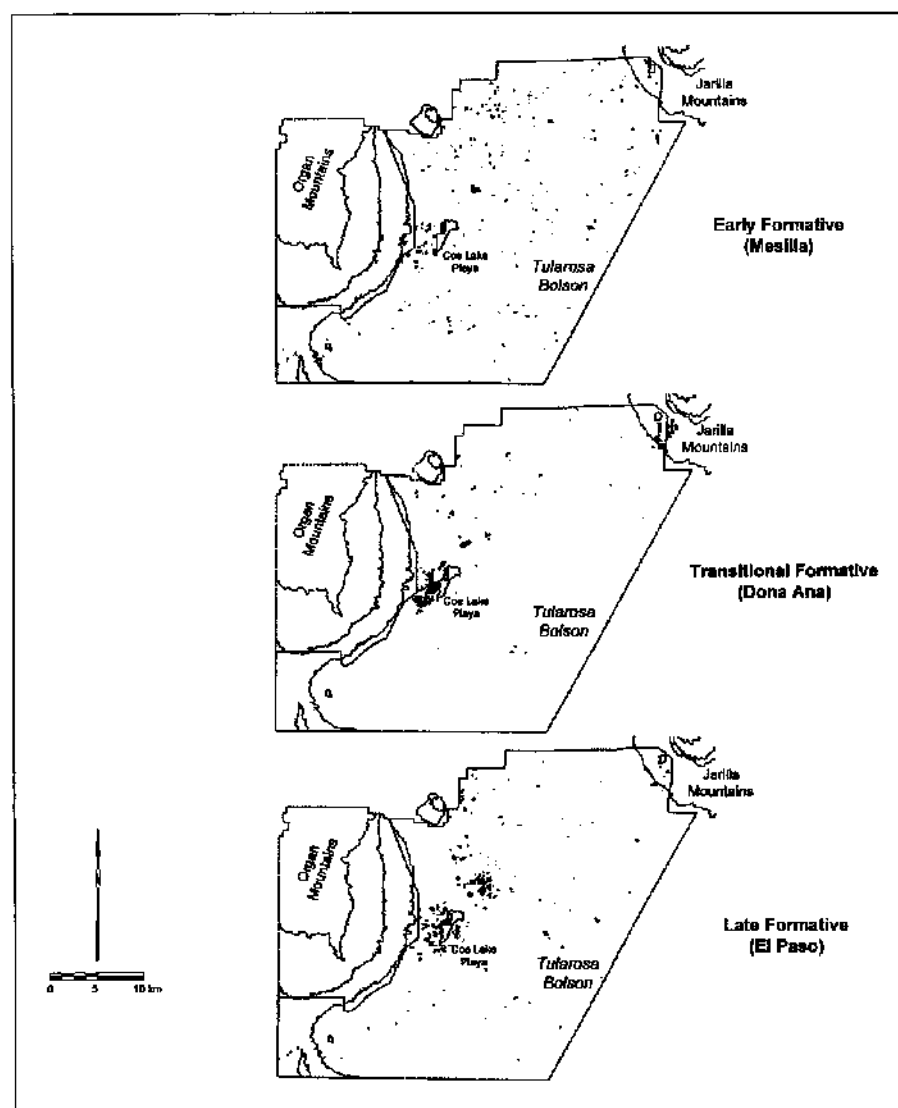 Jarilla
Mountains
Organ
Mountains
Coe Lake
Playa
Tularosa
Bolson
Early Formative
(Mesilla)
Jarilla
Mountains
Organ
Mountains
Coe Lake
Playa
Tularosa
Bolson
Transitional Formative
(Dona Ana)
Jarilla
Mountains
Organ
Mountains
Coe Lake
Playa
Tularosa
Bolson
Late Formative
(El Paso)
0 5 10 km